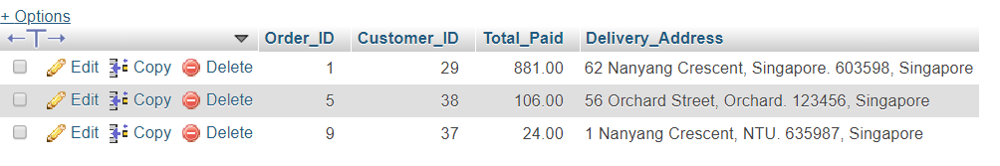 + Options
Order_ID Customer_ID Total_Paid Delivery_Address
Edit Copy Delete 1 29 881.00 62 Nanyang Crescent, Singapore. 603598, Singapore
Edit Copy Delete 5 38 106.00 56 Orchard Street, Orchard. 123456, Singapore
Edit Copy Delete 9 37 24.00 1 Nanyang Crescent, NTU. 635987, Singapore